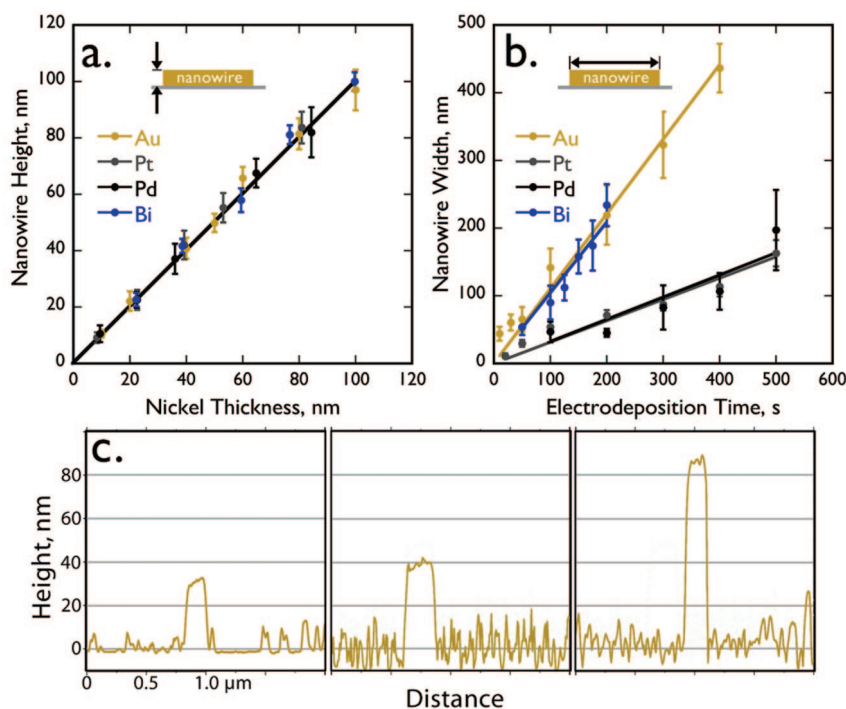 a.
nanowire
Au
Pt
Pd
Bi
Nanowire Height, nm
120
100
80
60
40
20
0
0 20 40 60 80 100 120
Nickel Thickness, nm
b.
nanowire
Au
Pt
Pd
Bi
Nanowire Width, nm
500
400
300
200
100
0
0 100 200 300 400 500 600
Electrodeposition Time, s
c.
Height, nm
80
60
40
20
0
0 0.5 1.0 µm
Distance